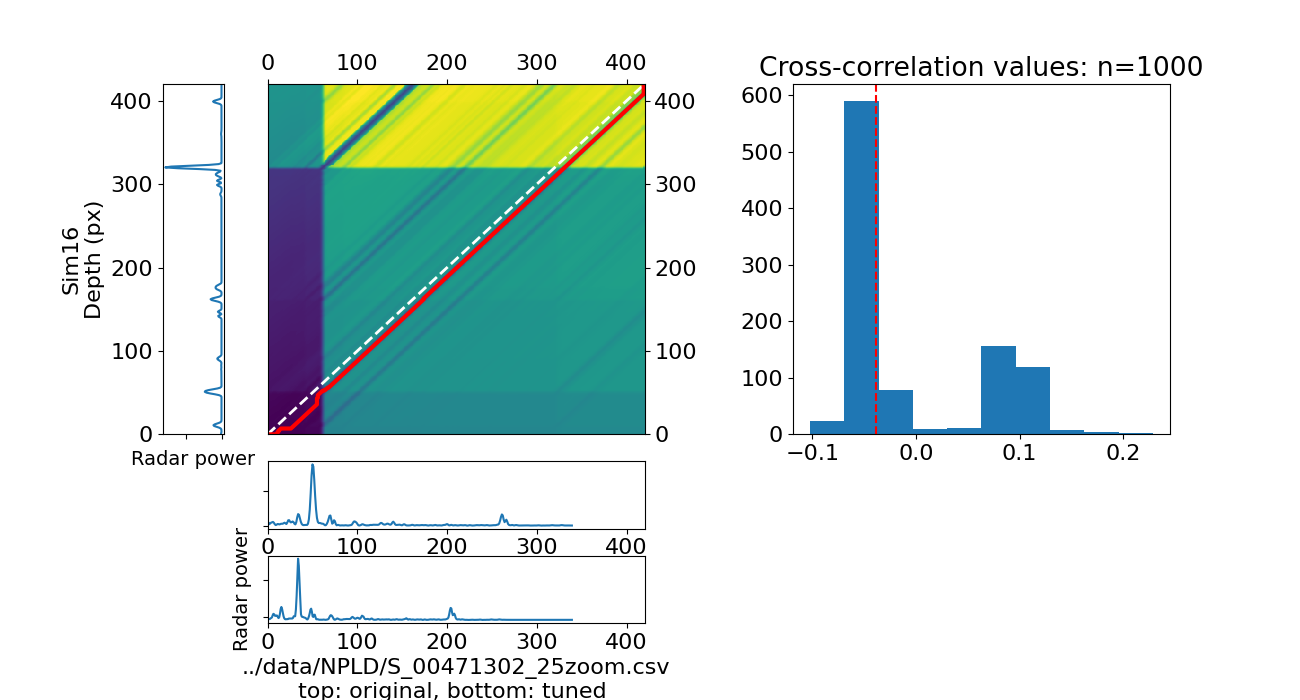 0 100 200 300 400
Cross-correlation values: n=1000
400
300
200
100
0
Sim16
Depth (px)
Radar power
400
300
200
100
0
600
500
400
300
200
100
0
−0.1 0.0 0.1 0.2
0 100 200 300 400
Radar power
0 100 200 300 400
../data/NPLD/S_00471302_25zoom.csv
top: original, bottom: tuned